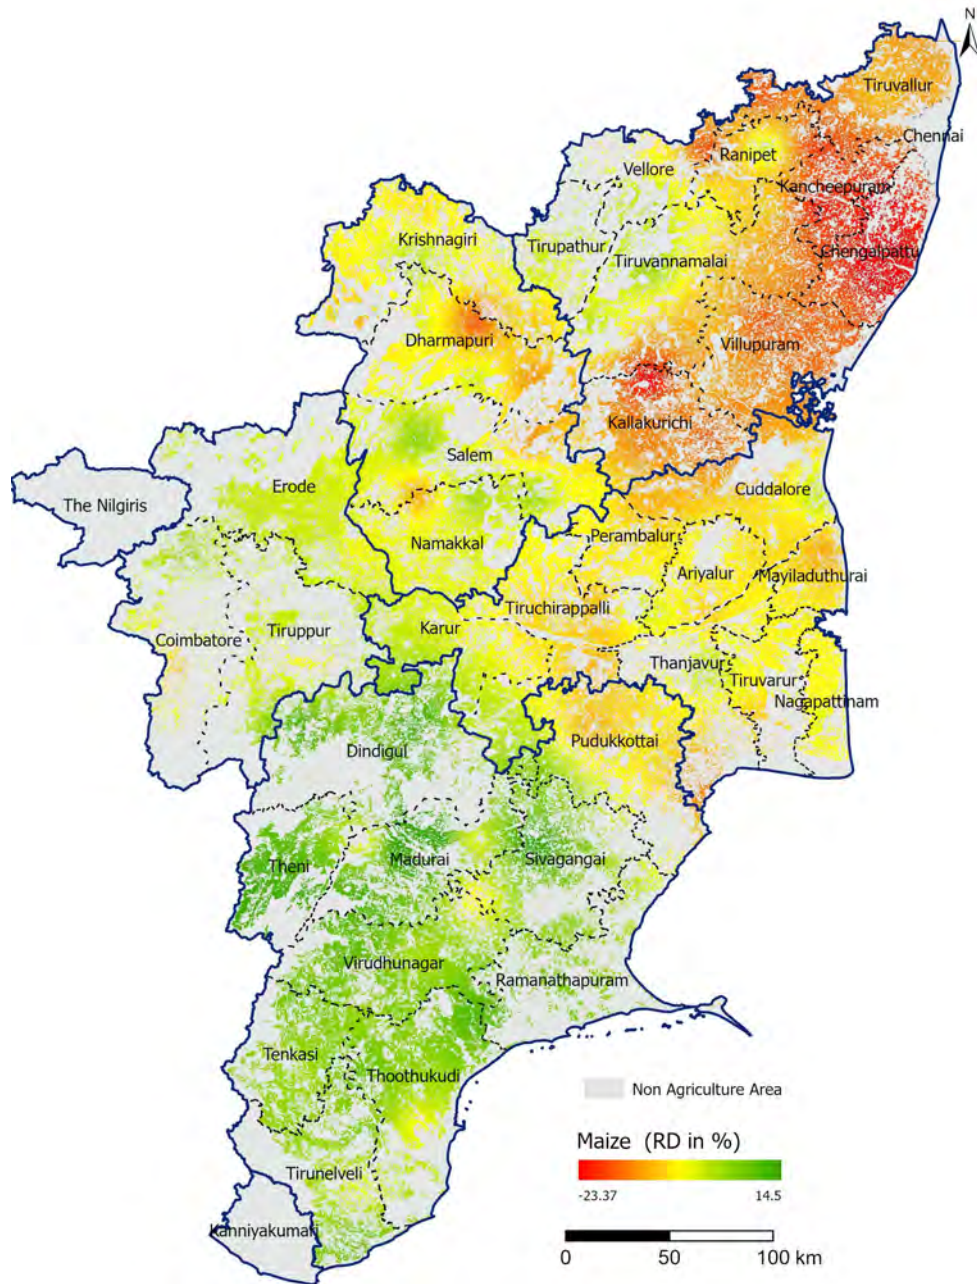 N
Tiruvallur
Chennai
Ranipet
Vellore
Kancheepuram
Krishnagiri
Tirupathur
Tiruvannamalai
Chengalpattu
Dharmapuri
Villupuram
Kallakurichi
Salem
Erode
Cuddalore
The Nilgiris
Namakkal
Perambalur
Ariyalur
Mayiladuthurai
Tiruchirappalli
Coimbatore
Tiruppur
Karur
Thanjavur
Tiruvarur
Nagapattinam
Dindigul
Pudukkottai
Theni
Madurai
Sivagangai
Virudhunagar
Ramanathapuram
Tenkasi
Thoothukudi
Non Agriculture Area
Maize (RD in %)
-23.37 14.5
Tirunelveli
Kanniyakumari
0 50 100 km